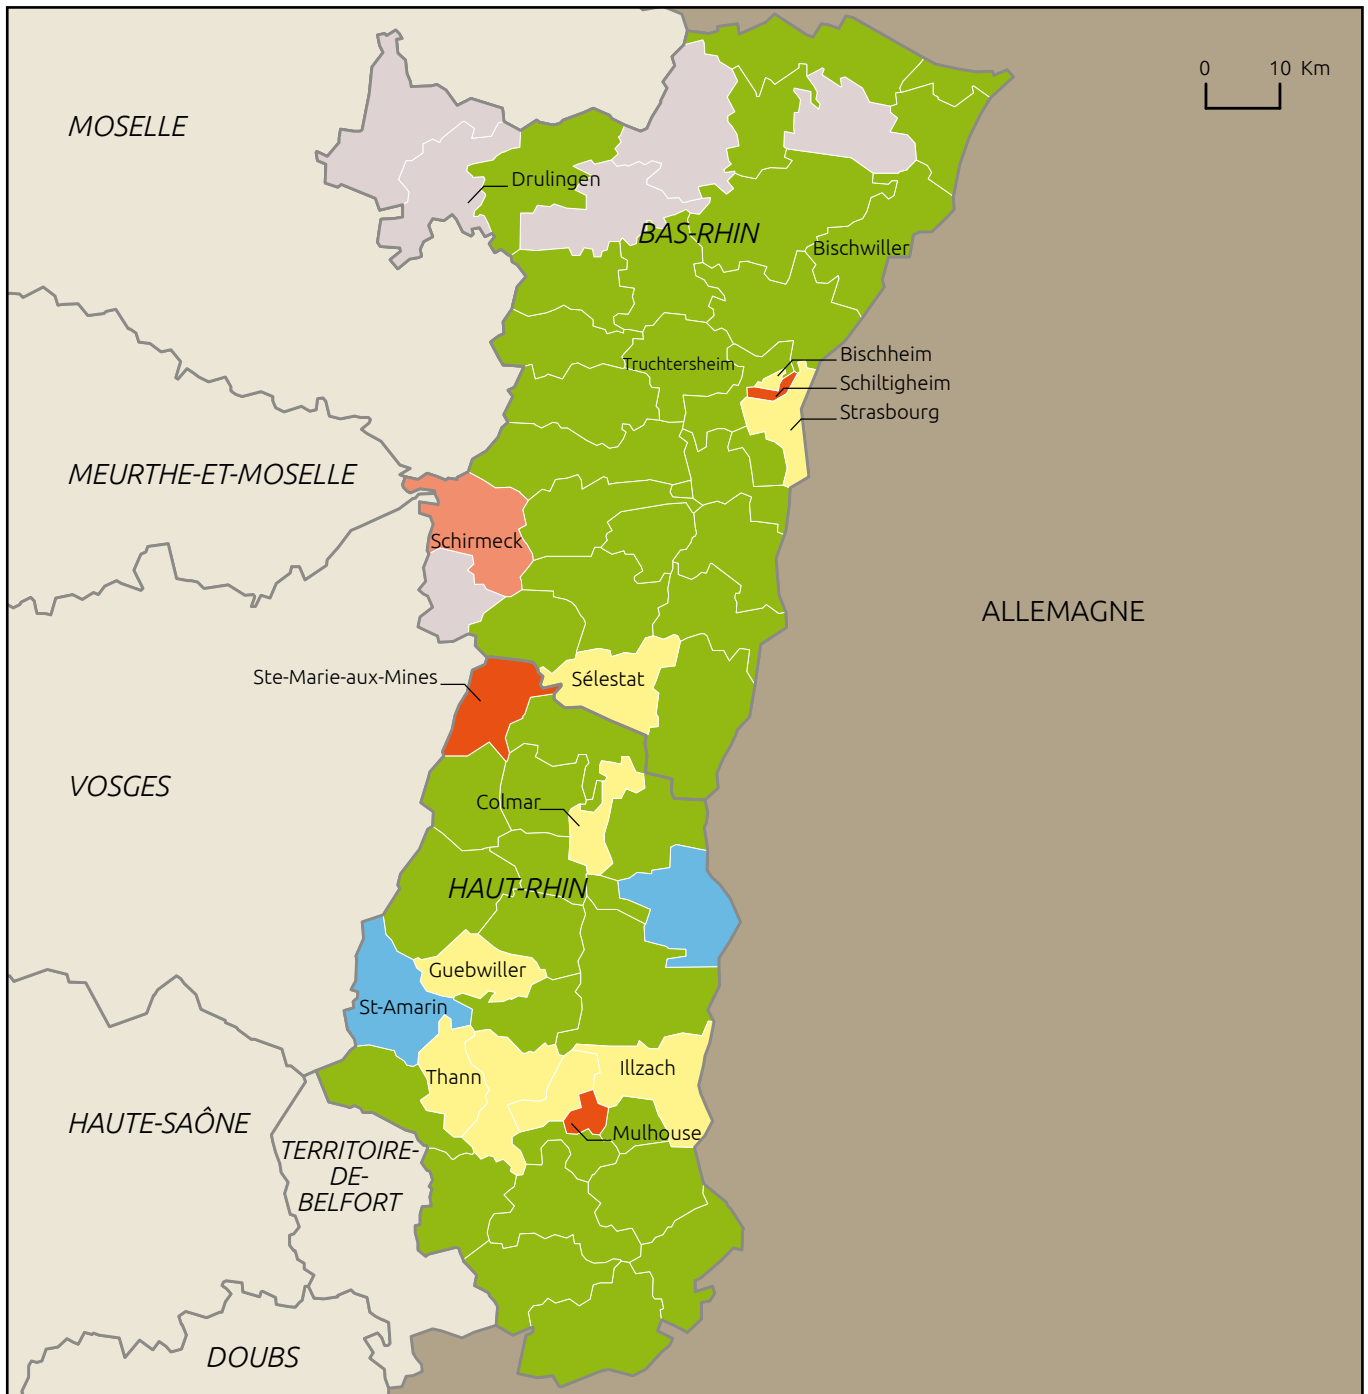 0 10 Km
MOSELLE
Drulingen
BAS-RHIN
Bischwiller
Bischheim
Truchtersheim
Schiltigheim
Strasbourg
MEURTHE-ET-MOSELLE
Schirmeck
ALLEMAGNE
Ste-Marie-aux-Mines
Sélestat
VOSGES
Colmar
HAUT-RHIN
Guebwiller
St-Amarin
Illzach
Thann
HAUTE-SAÔNE
Mulhouse
TERRITOIRE-
DE-
BELFORT
DOUBS